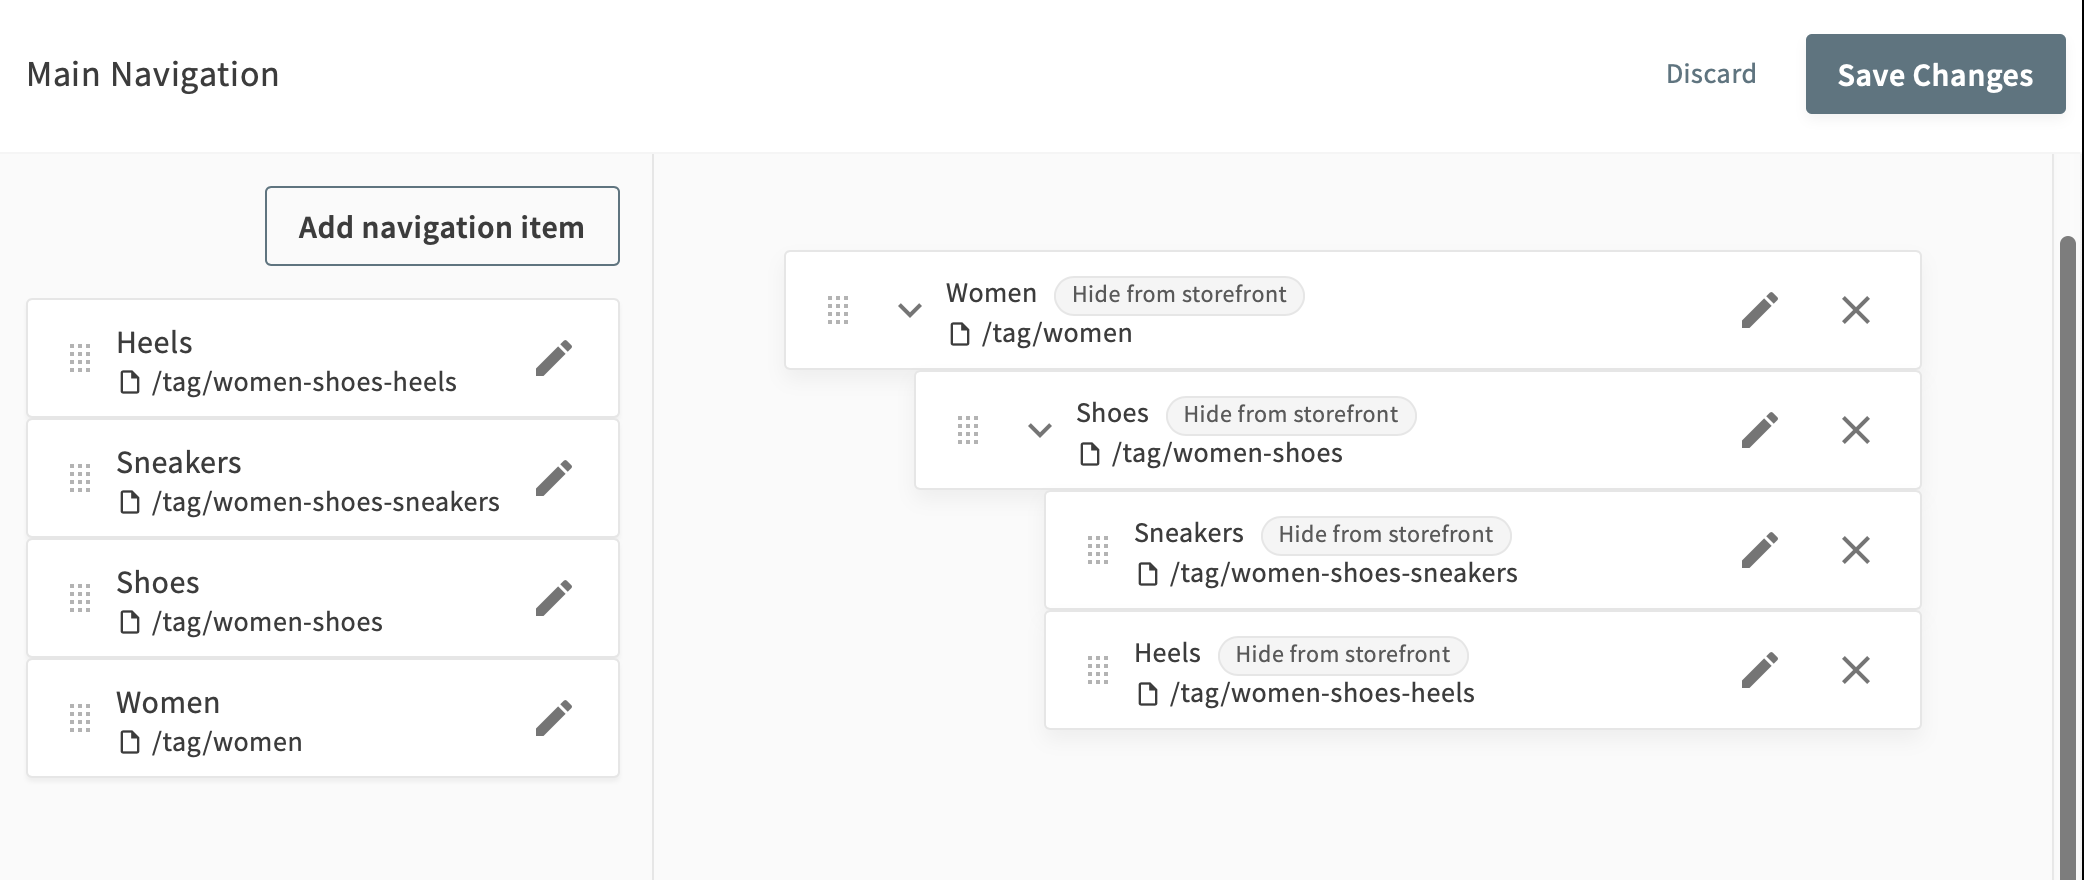 Main Navigation
Discard
Save Changes
Add navigation item
Heels
/tag/women-shoes-heels
Sneakers
/tag/women-shoes-sneakers
Shoes
/tag/women-shoes
Women
/tag/women
Women Hide from storefront
/tag/women
Shoes Hide from storefront
/tag/women-shoes
Sneakers Hide from storefront
/tag/women-shoes-sneakers
Heels Hide from storefront
/tag/women-shoes-heels